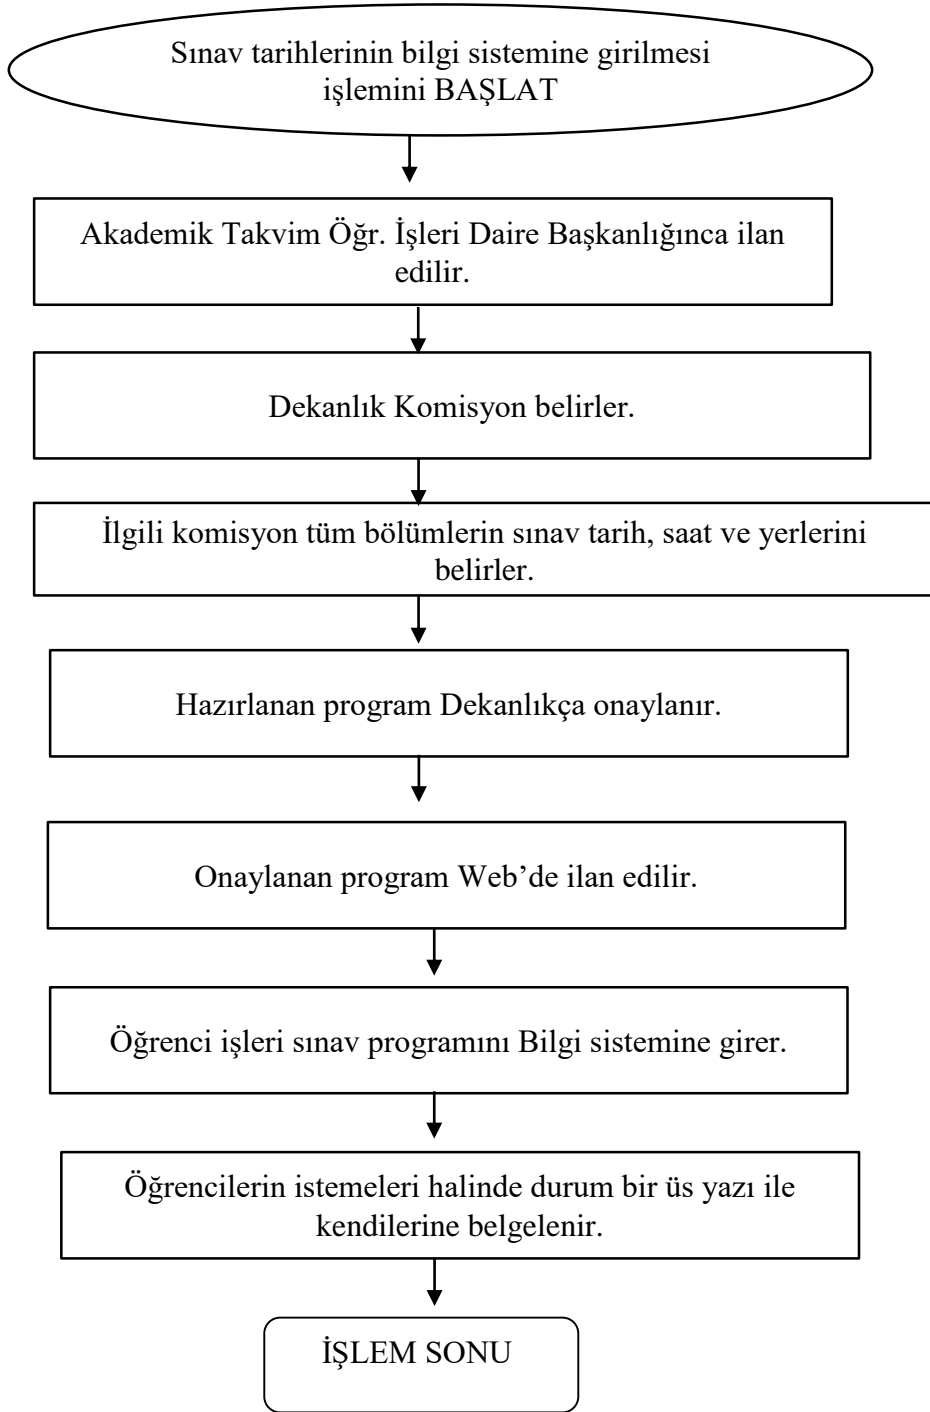 Sınav tarihlerinin bilgi sistemine girilmesi
işlemini BAŞLAT
Akademik Takvim Öğr. İşleri Daire Başkanlığınca ilan
edilir.
Dekanlık Komisyon belirler.
İlgili komisyon tüm bölümlerin sınav tarih, saat ve yerlerini
belirler.
Hazırlanan program Dekanlıkça onaylanır.
Onaylanan program Web’de ilan edilir.
Öğrenci işleri sınav programını Bilgi sistemine girer.
Öğrencilerin istemeleri halinde durum bir üs yazı ile
kendilerine belgelenir.
İŞLEM SONU